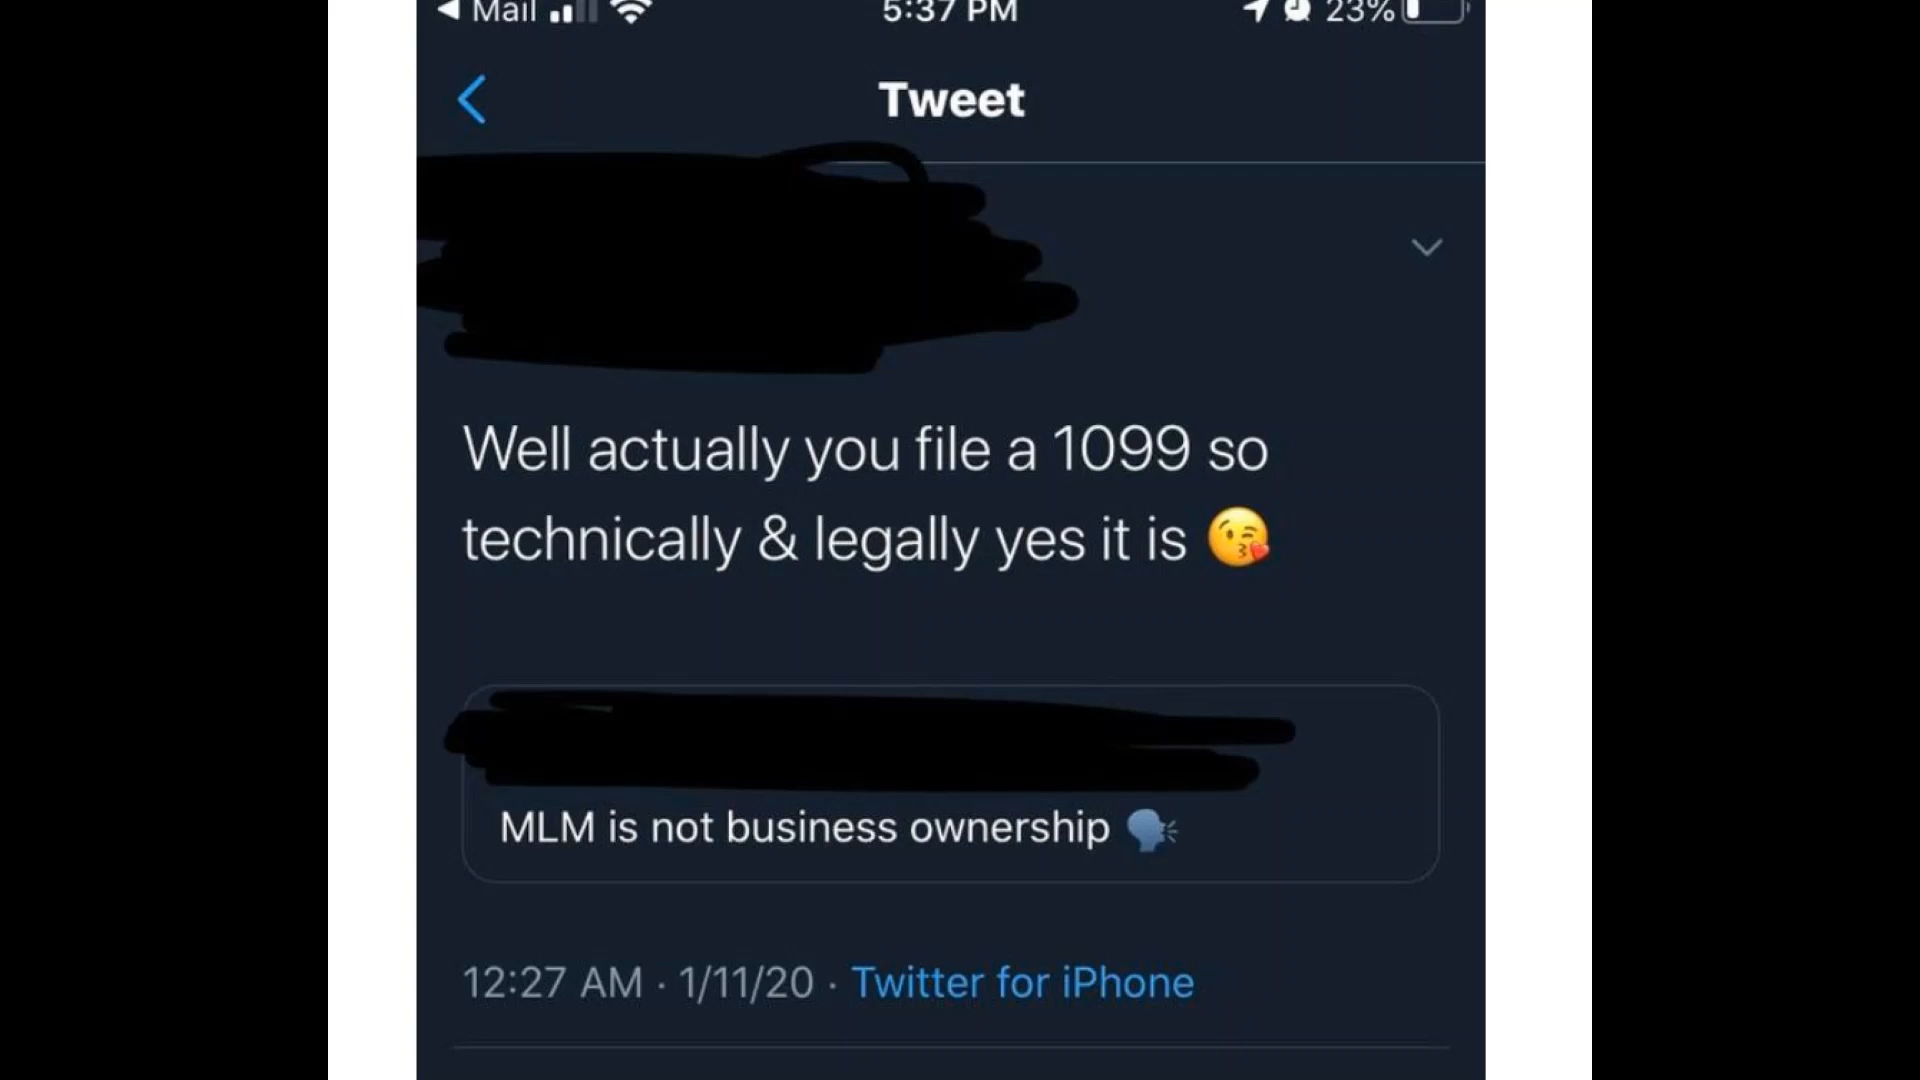 Mail 5:37 PM 23%
Tweet
Well actually you file a 1099 so
technically & legally yes it is 😘
MLM is not business ownership 🗣️
12:27 AM · 1/11/20 · Twitter for iPhone